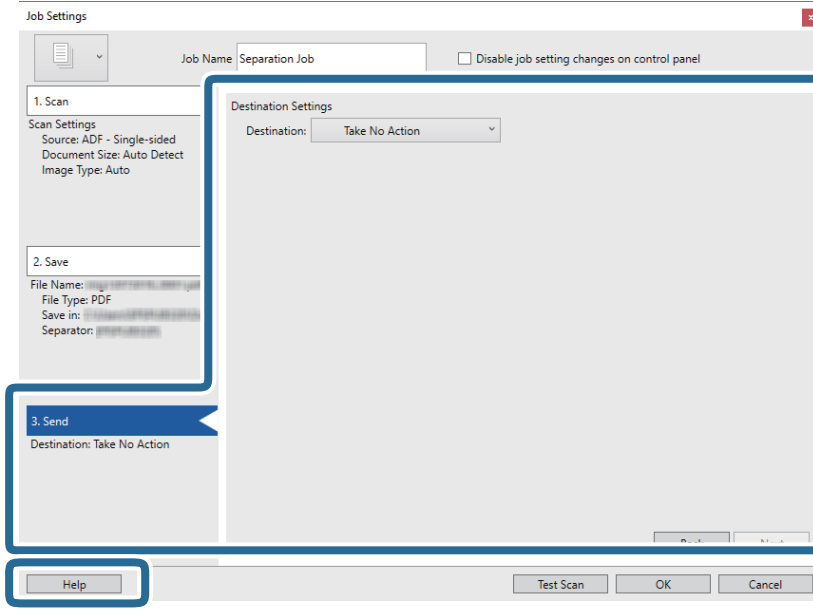 Job Settings
x
Job Name Separation Job Disable job setting changes on control panel
1. Scan
Scan Settings
Source: ADF - Single-sided
Document Size: Auto Detect
Image Type: Auto
2. Save
File Name:
File Type: PDF
Save in:
Separator:
3. Send
Destination: Take No Action
Destination Settings
Destination: Take No Action
Help Test Scan OK Cancel